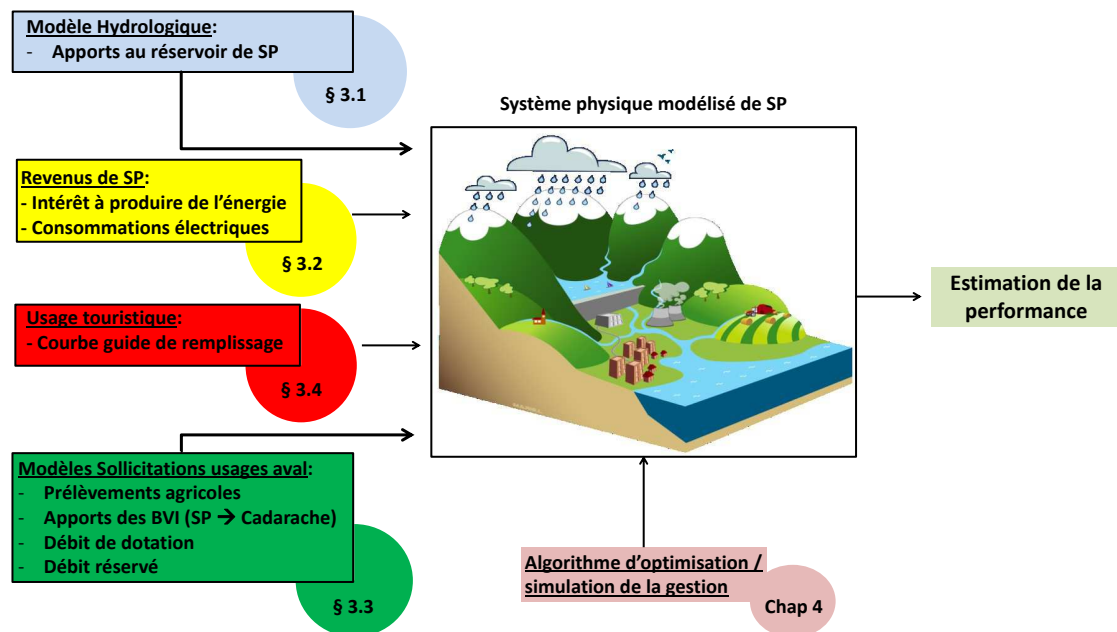 Modèle Hydrologique:
- Apports au réservoir de SP
§ 3.1
Système physique modélisé de SP
Revenus de SP:
- Intérêt à produire de l'énergie
- Consommations électriques
§ 3.2
Usage touristique:
- Courbe guide de remplissage
§ 3.4
Modèles Sollicitations usages aval:
- Prélèvements agricoles
- Apports des BVI (SP → Cadarache)
- Débit de dotation
- Débit réservé
§ 3.3
Algorithme d'optimisation /
simulation de la gestion
Chap 4
Estimation de la
performance